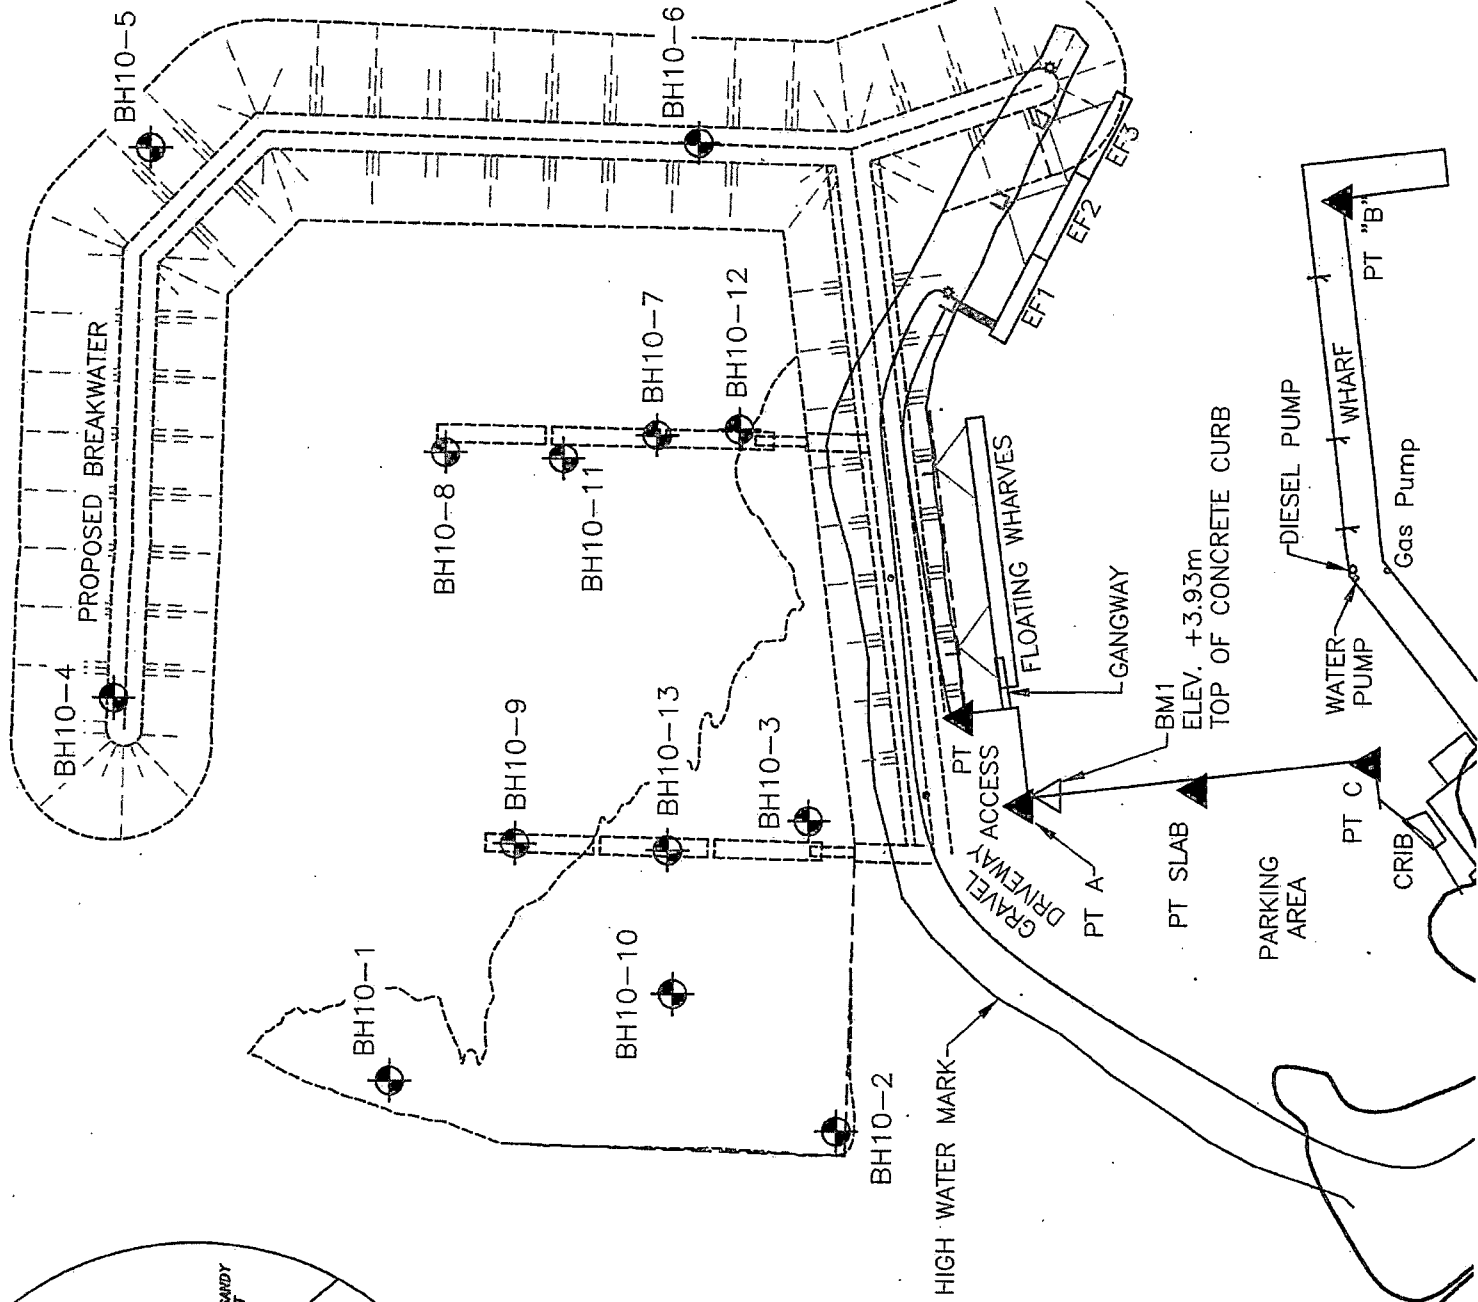 BH10-5
BH10-6
PROPOSED BREAKWATER
BH10-4
BH10-7
BH10-12
BH10-8
BH10-11
BH10-9
BH10-13
BH10-3
BH10-1
BH10-10
BH10-2
EF1
EF2
EF3
FLOATING WHARVES
GANGWAY
BM1
ELEV. +3.93m
TOP OF CONCRETE CURB
PT
GRAVEL
DRIVEWAY ACCESS
PT A
PT SLAB
PARKING
AREA
PT C
CRIB
WATER
PUMP
DIESEL PUMP
Gas Pump
WHARF
PT "B"
HIGH WATER MARK